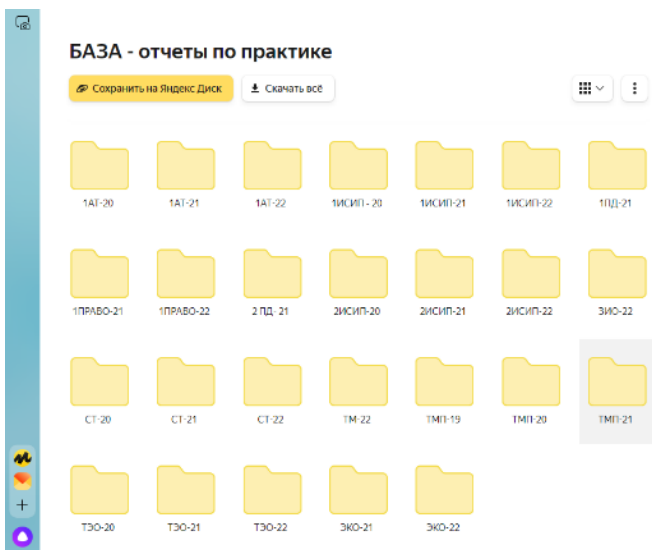 БАЗА - отчеты по практике
Сохранить на Яндекс Диск Скачать всё
1АТ-20 1АТ-21 1АТ-22 1ИСИП - 20 1ИСИП-21 1ИСИП-22 1ПД-21
1ПРАВО-21 1ПРАВО-22 2 ПД- 21 2ИСИП-20 2ИСИП-21 2ИСИП-22 ЗИО-22
СТ-20 СТ-21 СТ-22 ТМ-22 ТМП-19 ТМП-20 ТМП-21
ТЭО-20 ТЭО-21 ТЭО-22 ЭКО-21 ЭКО-22